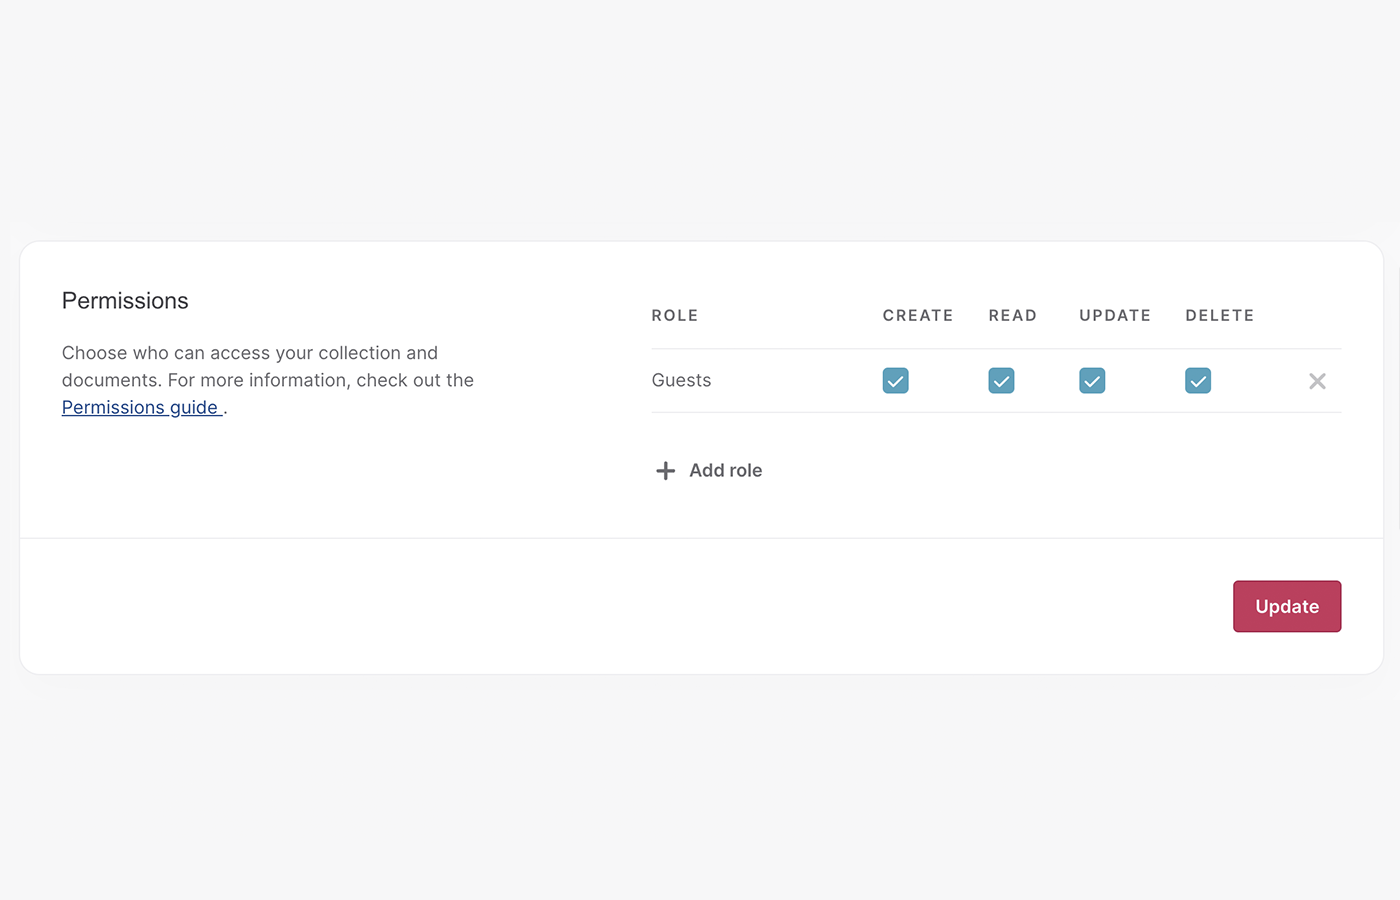 Permissions
Choose who can access your collection and
documents. For more information, check out the
Permissions guide .
ROLE CREATE READ UPDATE DELETE
Guests
Add role
Update